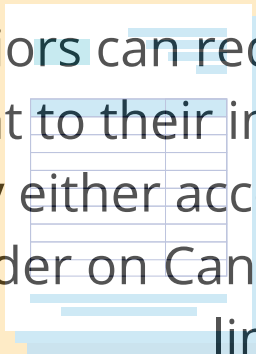 iors can rec
t to their in
y either acc
der on Can
lin